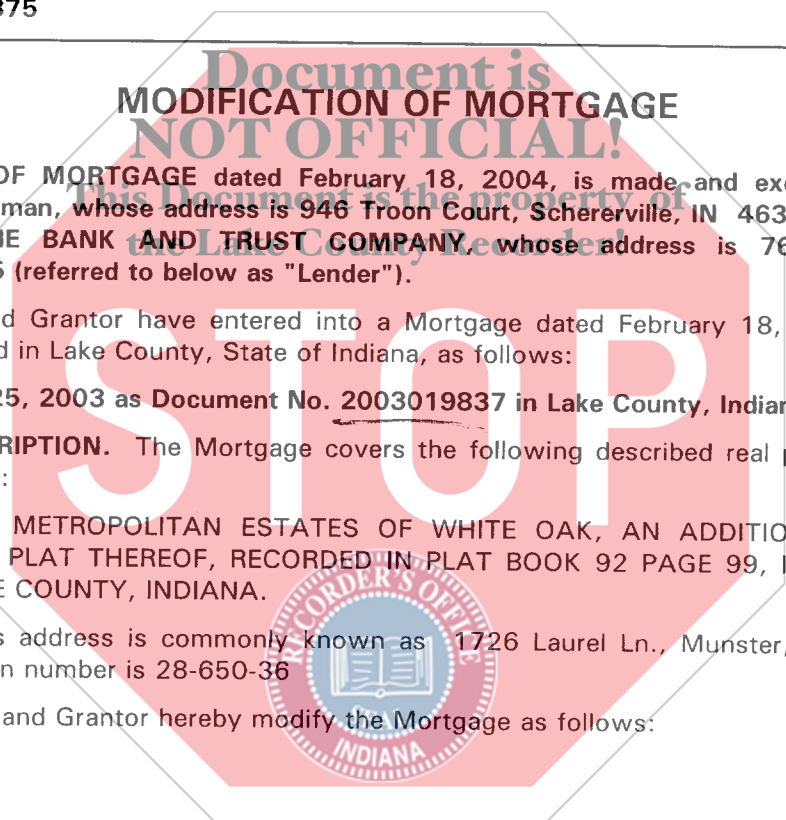 375
MODIFICATION OF MORTGAGE
Document is
NOT OFFICIAL!
This Document is the property of
the Lake County Recorder!
OF MORTGAGE dated February 18, 2004, is made and exe
man, whose address is 946 Troon Court, Schererville, IN 463
E BANK AND TRUST COMPANY, whose address is 76
(referred to below as "Lender").
d Grantor have entered into a Mortgage dated February 18,
d in Lake County, State of Indiana, as follows:
25, 2003 as Document No. 2003019837 in Lake County, Indian
RIPTION. The Mortgage covers the following described real p
:
METROPOLITAN ESTATES OF WHITE OAK, AN ADDITIO
PLAT THEREOF, RECORDED IN PLAT BOOK 92 PAGE 99, I
E COUNTY, INDIANA.
s address is commonly known as 1726 Laurel Ln., Munster,
n number is 28-650-36
and Grantor hereby modify the Mortgage as follows:
STOP
RECORDER'S OFFICE
SEAL
INDIANA